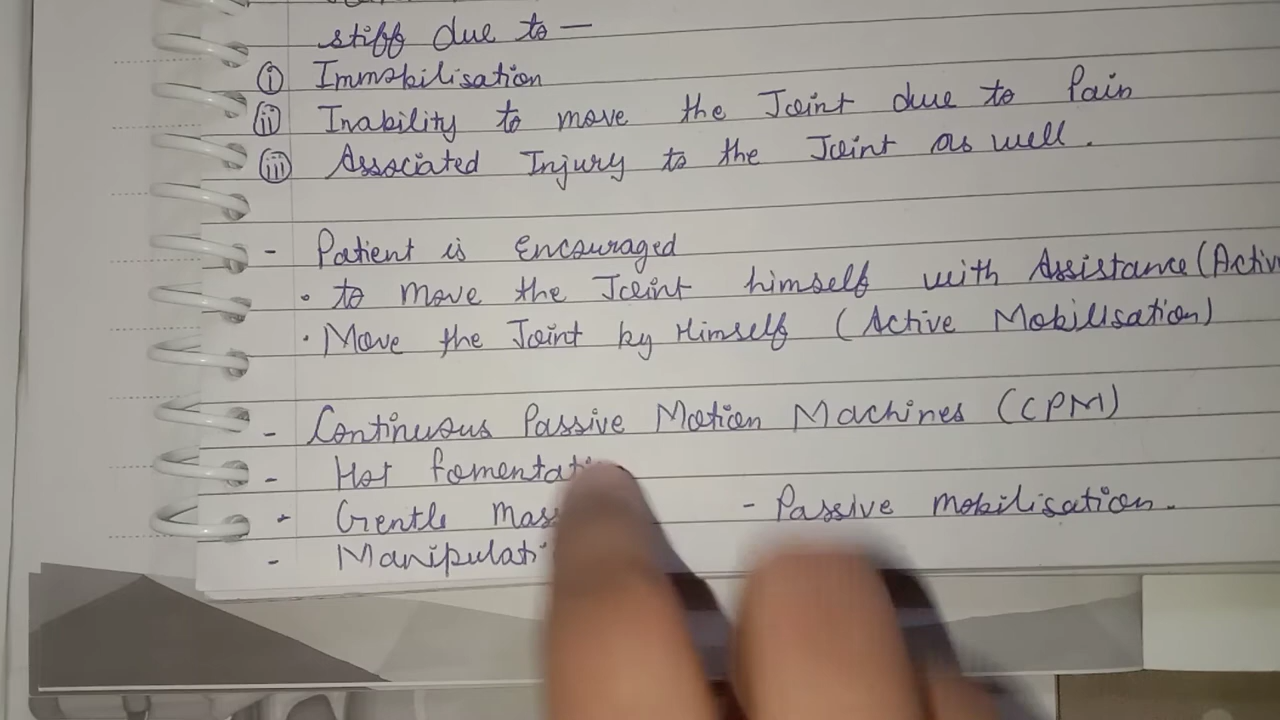 stiff due to —
(i) Immobilisation
(ii) Inability to move the Joint due to Pain
(iii) Associated Injury to the Joint as well.
- Patient is encouraged
• to move the Joint himself with Assistance (Activ
• Move the Joint by Himself (Active Mobilisation)
- Continuous Passive Motion Machines (CPM)
- Hot fomentati
- Gentle Mass - Passive mobilisation.
- Manipulati